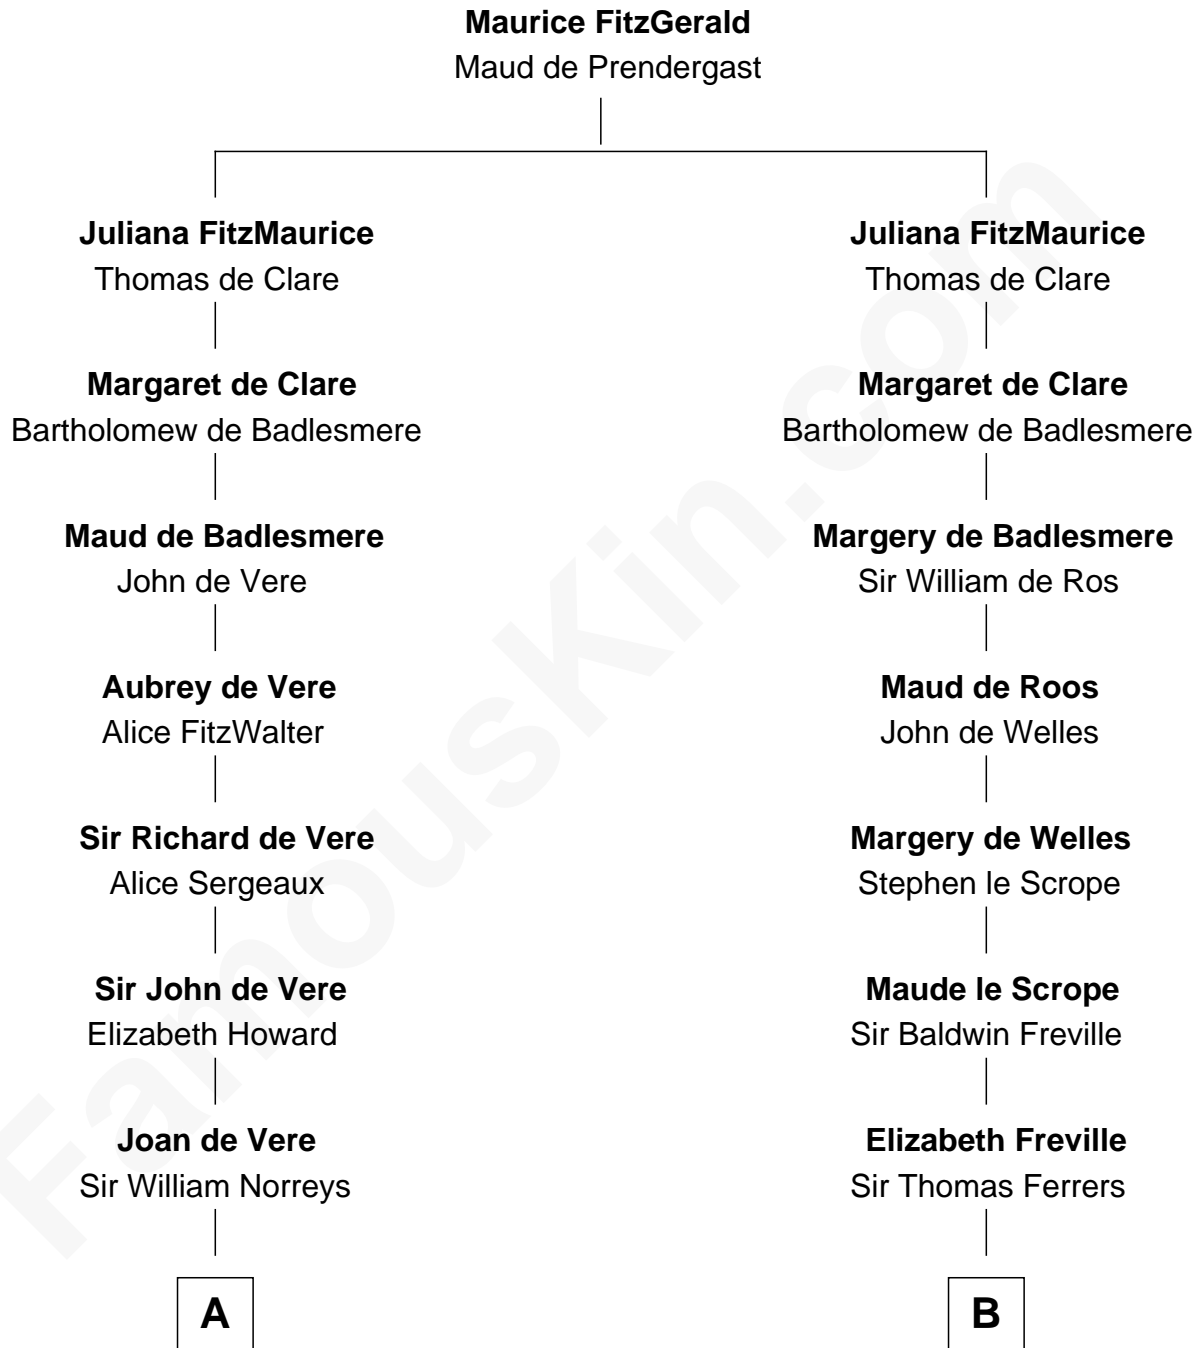 Maurice FitzGerald
Maud de Prendergast
Juliana FitzMaurice
Thomas de Clare
Margaret de Clare
Bartholomew de Badlesmere
Maud de Badlesmere
John de Vere
Aubrey de Vere
Alice FitzWalter
Sir Richard de Vere
Alice Sergeaux
Sir John de Vere
Elizabeth Howard
Joan de Vere
Sir William Norreys
A
Juliana FitzMaurice
Thomas de Clare
Margaret de Clare
Bartholomew de Badlesmere
Margery de Badlesmere
Sir William de Ros
Maud de Roos
John de Welles
Margery de Welles
Stephen le Scrope
Maude le Scrope
Sir Baldwin Freville
Elizabeth Freville
Sir Thomas Ferrers
B
FamousKin.com